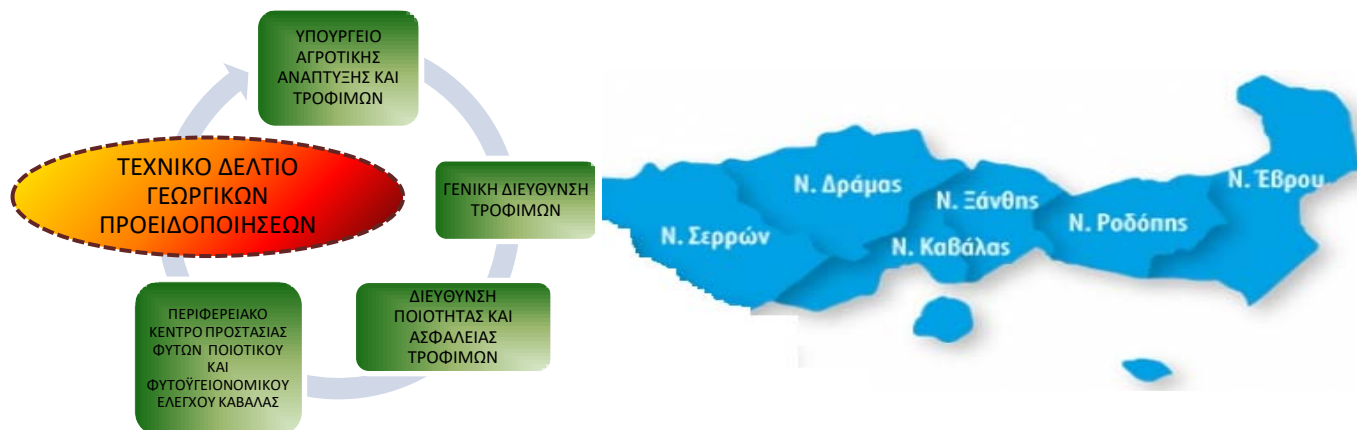 ΥΠΟΥΡΓΕΙΟ
ΑΓΡΟΤΙΚΗΣ
ΑΝΑΠΤΥΞΗΣ ΚΑΙ
ΤΡΟΦΙΜΩΝ
ΓΕΝΙΚΗ ΔΙΕΥΘΥΝΣΗ
ΤΡΟΦΙΜΩΝ
ΔΙΕΥΘΥΝΣΗ
ΠΟΙΟΤΗΤΑΣ ΚΑΙ
ΑΣΦΑΛΕΙΑΣ
ΤΡΟΦΙΜΩΝ
ΠΕΡΙΦΕΡΕΙΑΚΟ
ΚΕΝΤΡΟ ΠΡΟΣΤΑΣΙΑΣ
ΦΥΤΩΝ ΠΟΙΟΤΙΚΟΥ
ΚΑΙ
ΦΥΤΟΫΓΕΙΟΝΟΜΙΚΟΥ
ΕΛΕΓΧΟΥ ΚΑΒΑΛΑΣ
ΤΕΧΝΙΚΟ ΔΕΛΤΙΟ
ΓΕΩΡΓΙΚΩΝ
ΠΡΟΕΙΔΟΠΟΙΗΣΕΩΝ
Ν. Σερρών
Ν. Δράμας
Ν. Καβάλας
Ν. Ξάνθης
Ν. Ροδόπης
Ν. Έβρου